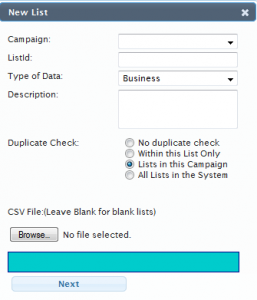 New List
Campaign:
ListId:
Type of Data: Business
Description:
Duplicate Check: No duplicate check
Within this List Only
Lists in this Campaign
All Lists in the System
CSV File:(Leave Blank for blank lists)
Browse... No file selected.
Next